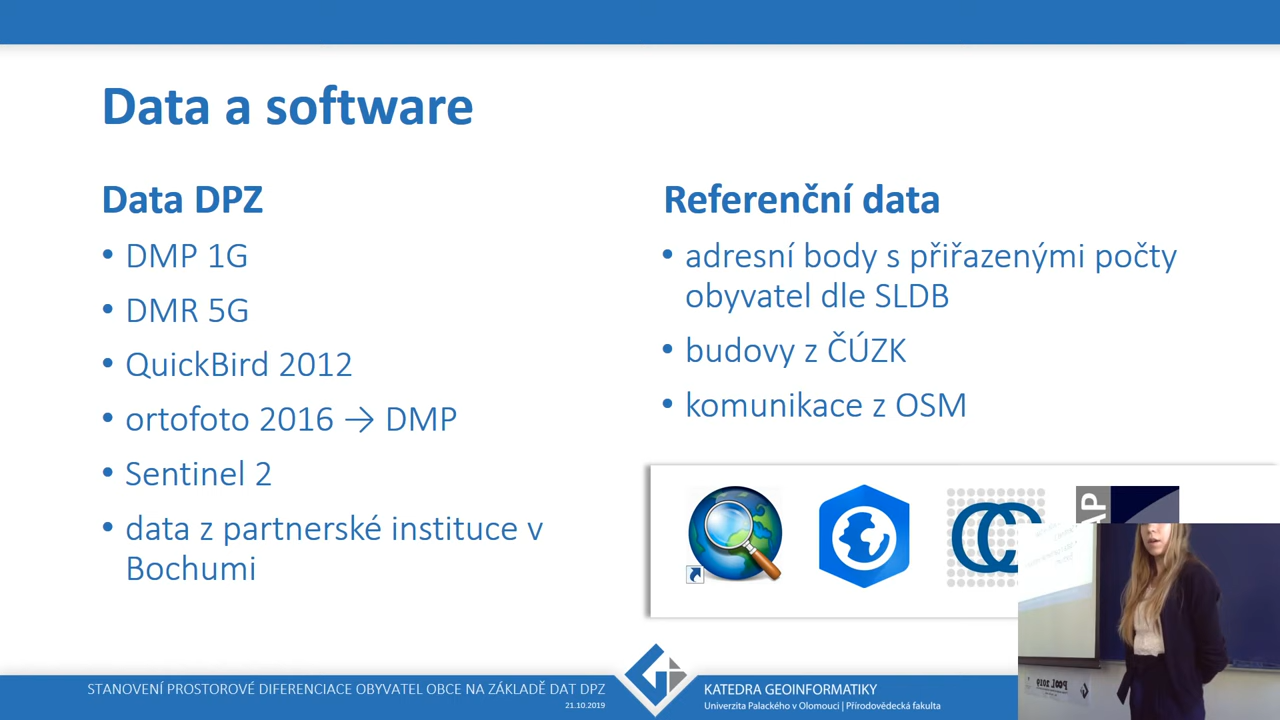 Data a software
Data DPZ
• DMP 1G
• DMR 5G
• QuickBird 2012
• ortofoto 2016 → DMP
• Sentinel 2
• data z partnerské instituce v
Bochumi
Referenční data
• adresní body s přiřazenými počty
obyvatel dle SLDB
• budovy z ČÚZK
• komunikace z OSM
AP
STANOVENÍ PROSTOROVÉ DIFERENCIACE OBYVATEL OBCE NA ZÁKLADĚ DAT DPZ
21.10.2019
KATEDRA GEOINFORMATIKY
Univerzita Palackého v Olomouci | Přírodovědecká fakulta